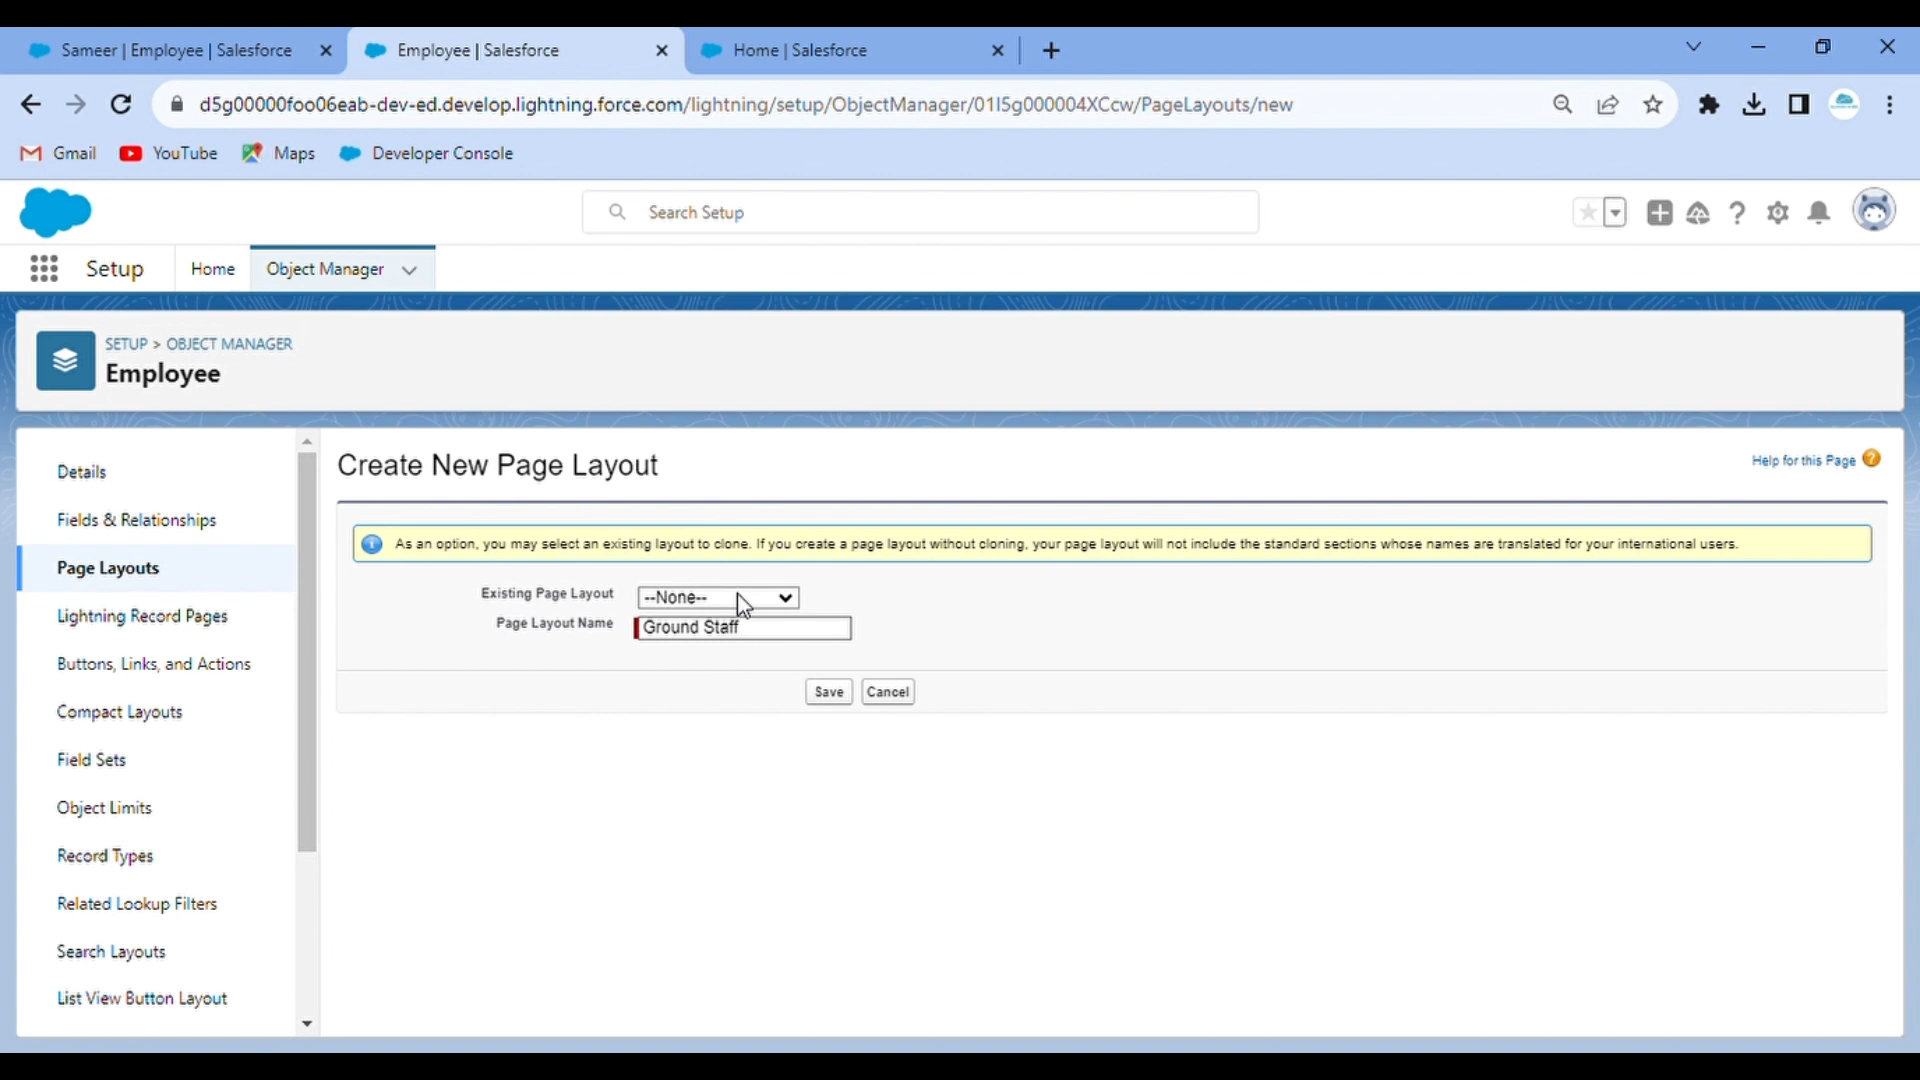 Sameer | Employee | Salesforce
Employee | Salesforce
Home | Salesforce
d5g00000foo06eab-dev-ed.develop.lightning.force.com/lightning/setup/ObjectManager/01I5g000004XCcw/PageLayouts/new
Gmail
YouTube
Maps
Developer Console
Search Setup
Setup
Home
Object Manager
SETUP > OBJECT MANAGER
Employee
Details
Fields & Relationships
Page Layouts
Lightning Record Pages
Buttons, Links, and Actions
Compact Layouts
Field Sets
Object Limits
Record Types
Related Lookup Filters
Search Layouts
List View Button Layout
Create New Page Layout
Help for this Page
As an option, you may select an existing layout to clone. If you create a page layout without cloning, your page layout will not include the standard sections whose names are translated for your international users.
Existing Page Layout --None--
Page Layout Name Ground Staff
Save Cancel